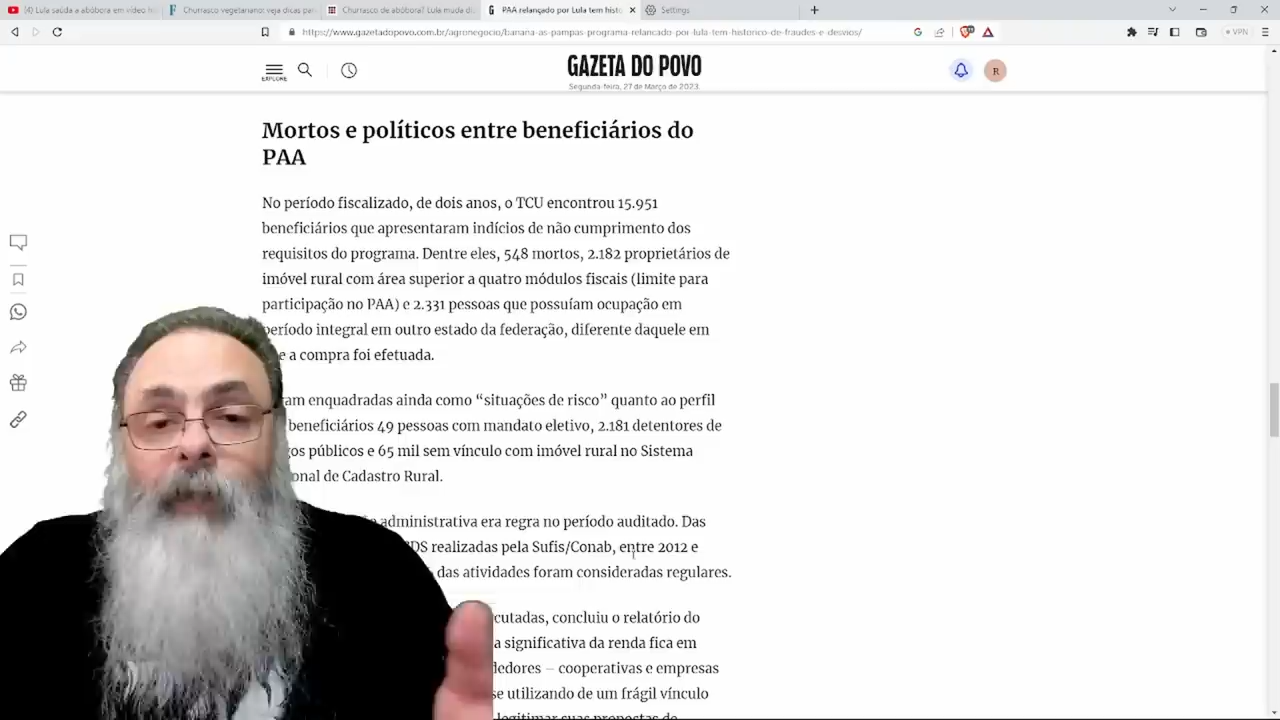 (4) Lula saúda a abóbora em vídeo h
Churrasco vegetariano: veja dicas par
Churrasco de abóbora? Lula muda di
PAA relançado por Lula tem histó
Settings
https://www.gazetadopovo.com.br/agronegocio/banana-as-pampas-programa-relancado-por-lula-tem-historico-de-fraudes-e-desvios/
VPN
EXPLORE
GAZETA DO POVO
Segunda-feira, 27 de Março de 2023.
R
Mortos e políticos entre beneficiários do
PAA
No período fiscalizado, de dois anos, o TCU encontrou 15.951
beneficiários que apresentaram indícios de não cumprimento dos
requisitos do programa. Dentre eles, 548 mortos, 2.182 proprietários de
imóvel rural com área superior a quatro módulos fiscais (limite para
participação no PAA) e 2.331 pessoas que possuíam ocupação em
período integral em outro estado da federação, diferente daquele em
e a compra foi efetuada.
am enquadradas ainda como “situações de risco” quanto ao perfil
beneficiários 49 pessoas com mandato eletivo, 2.181 detentores de
gos públicos e 65 mil sem vínculo com imóvel rural no Sistema
onal de Cadastro Rural.
administrativa era regra no período auditado. Das
DS realizadas pela Sufis/Conab, entre 2012 e
das atividades foram consideradas regulares.
cutadas, concluiu o relatório do
a significativa da renda fica em
dedores – cooperativas e empresas
se utilizando de um frágil vínculo
legitimar suas propostas de